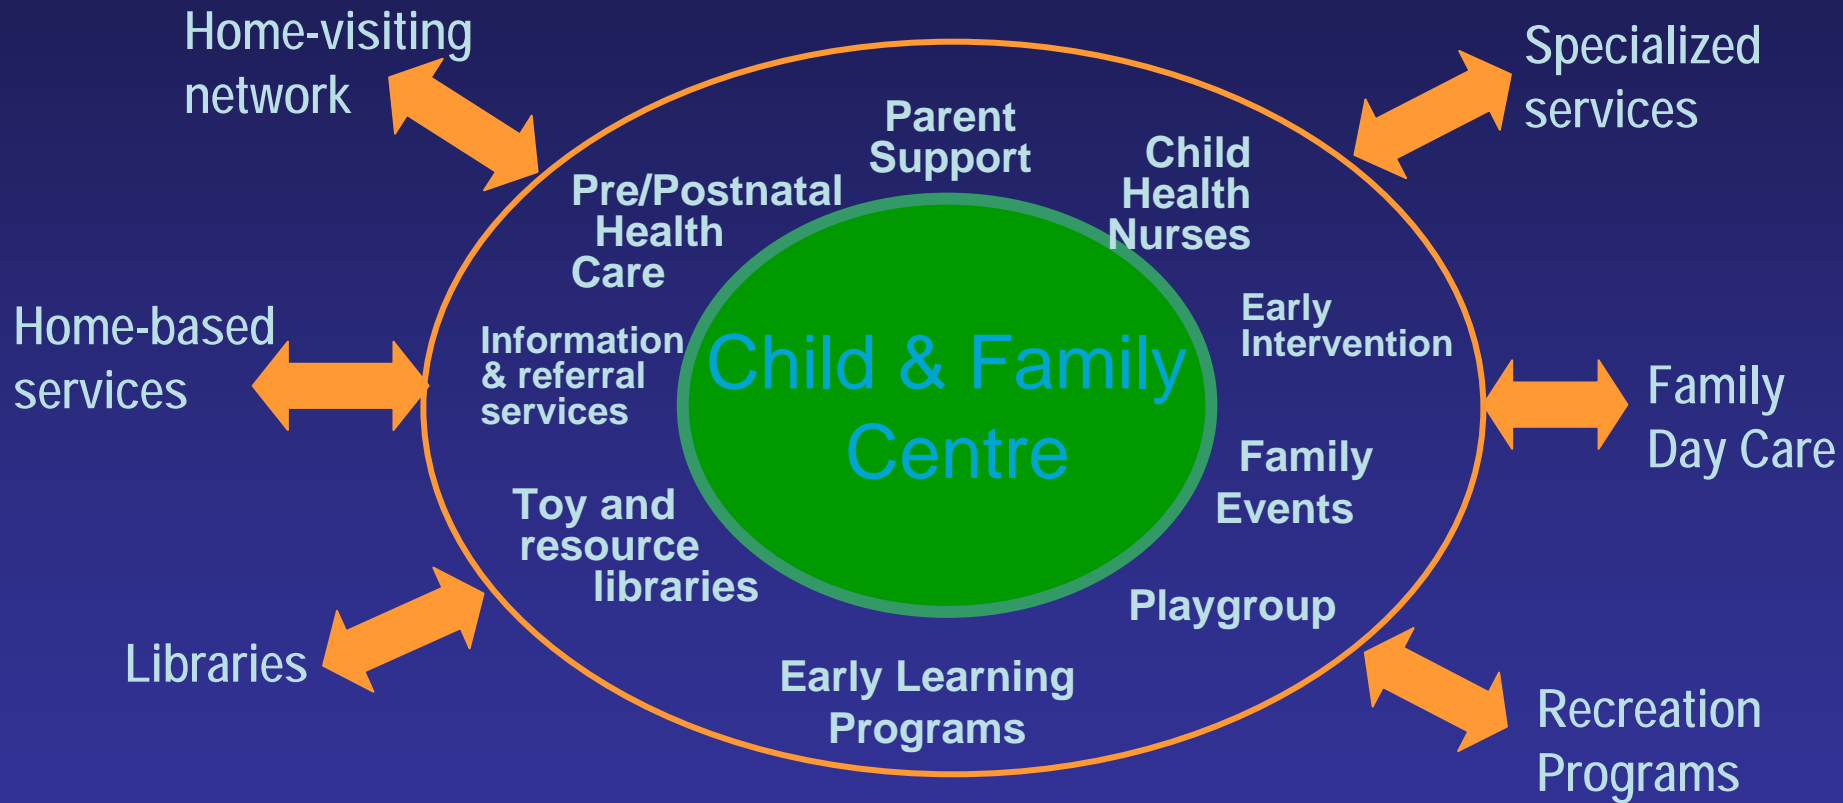 Home-visiting
network
Specialized
services
Parent
Support
Child
Health
Nurses
Pre/Postnatal
Health
Care
Home-based
services
Information
& referral
services
Child & Family
Centre
Early
Intervention
Family
Day Care
Family
Events
Toy and
resource
libraries
Playgroup
Libraries
Early Learning
Programs
Recreation
Programs